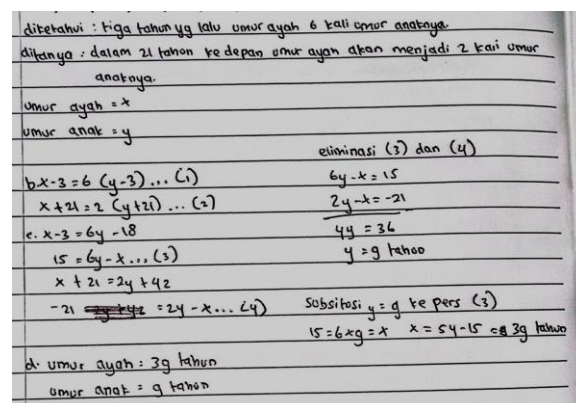 diketahui : tiga tahun yg lalu umur ayah 6 kali umur anaknya.
ditanya : dalam 21 tahun ke depan umur ayah akan menjadi 2 kali umur
anaknya.
umur ayah = x
umur anak = y
b. x-3 = 6 (y-3) ... (1)
x+21 = 2 (y+21) ... (2)
c. x-3 = 6y -18
15 = 6y - x ... (3)
x + 21 = 2y + 42
-21 = 2y - x ... (4)
d. umur ayah : 39 tahun
umur anak = 9 tahun
eliminasi (3) dan (4)
6y - x = 15
2y - x = -21
4y = 36
y = 9 tahun
Subsitusi y = 9 ke pers (3)
15 = 6 x 9 = x x = 54 - 15 = 39 tahun